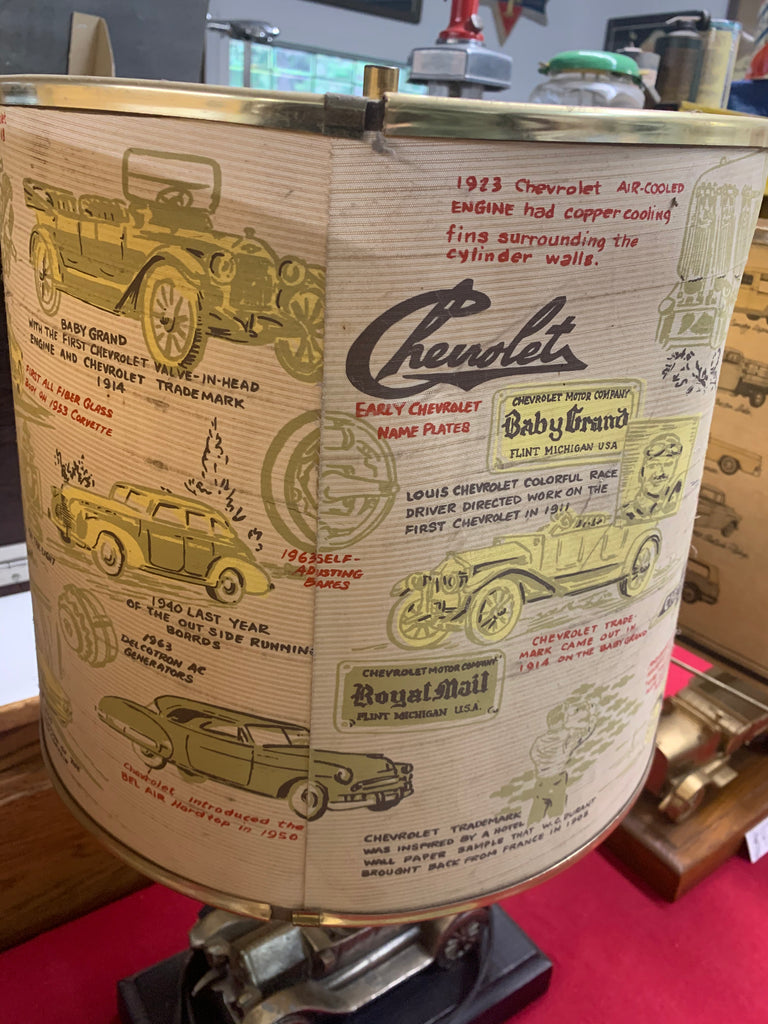 BABY GRAND
WITH THE FIRST CHEVROLET VALVE-IN-HEAD
ENGINE AND CHEVROLET TRADEMARK
1914
FIRST ALL FIBER GLASS
BODY ON 1953 CORVETTE
1940 LAST YEAR
OF THE OUT SIDE RUNNING
BOARDS
1963
DELCOTRON AC
GENERATORS
1963 SELF-
ADJUSTING
BAKES
Chevrolet introduced the
BEL AIR Hardtop in 1950
1923 Chevrolet AIR-COOLED
ENGINE had copper cooling
fins surrounding the
cylinder walls.
Chevrolet
EARLY CHEVROLET
NAME PLATES
CHEVROLET MOTOR COMPANY
Baby Grand
FLINT MICHIGAN USA
LOUIS CHEVROLET COLORFUL RACE
DRIVER DIRECTED WORK ON THE
FIRST CHEVROLET IN 1911
CHEVROLET TRADE-
MARK CAME OUT IN
1914 ON THE BABY GRAND
CHEVROLET MOTOR COMPANY
Royal Mail
FLINT MICHIGAN U.S.A.
CHEVROLET TRADEMARK
WAS INSPIRED BY A HOTEL
WALL PAPER SAMPLE THAT W.C. DURANT
BROUGHT BACK FROM FRANCE IN 1908